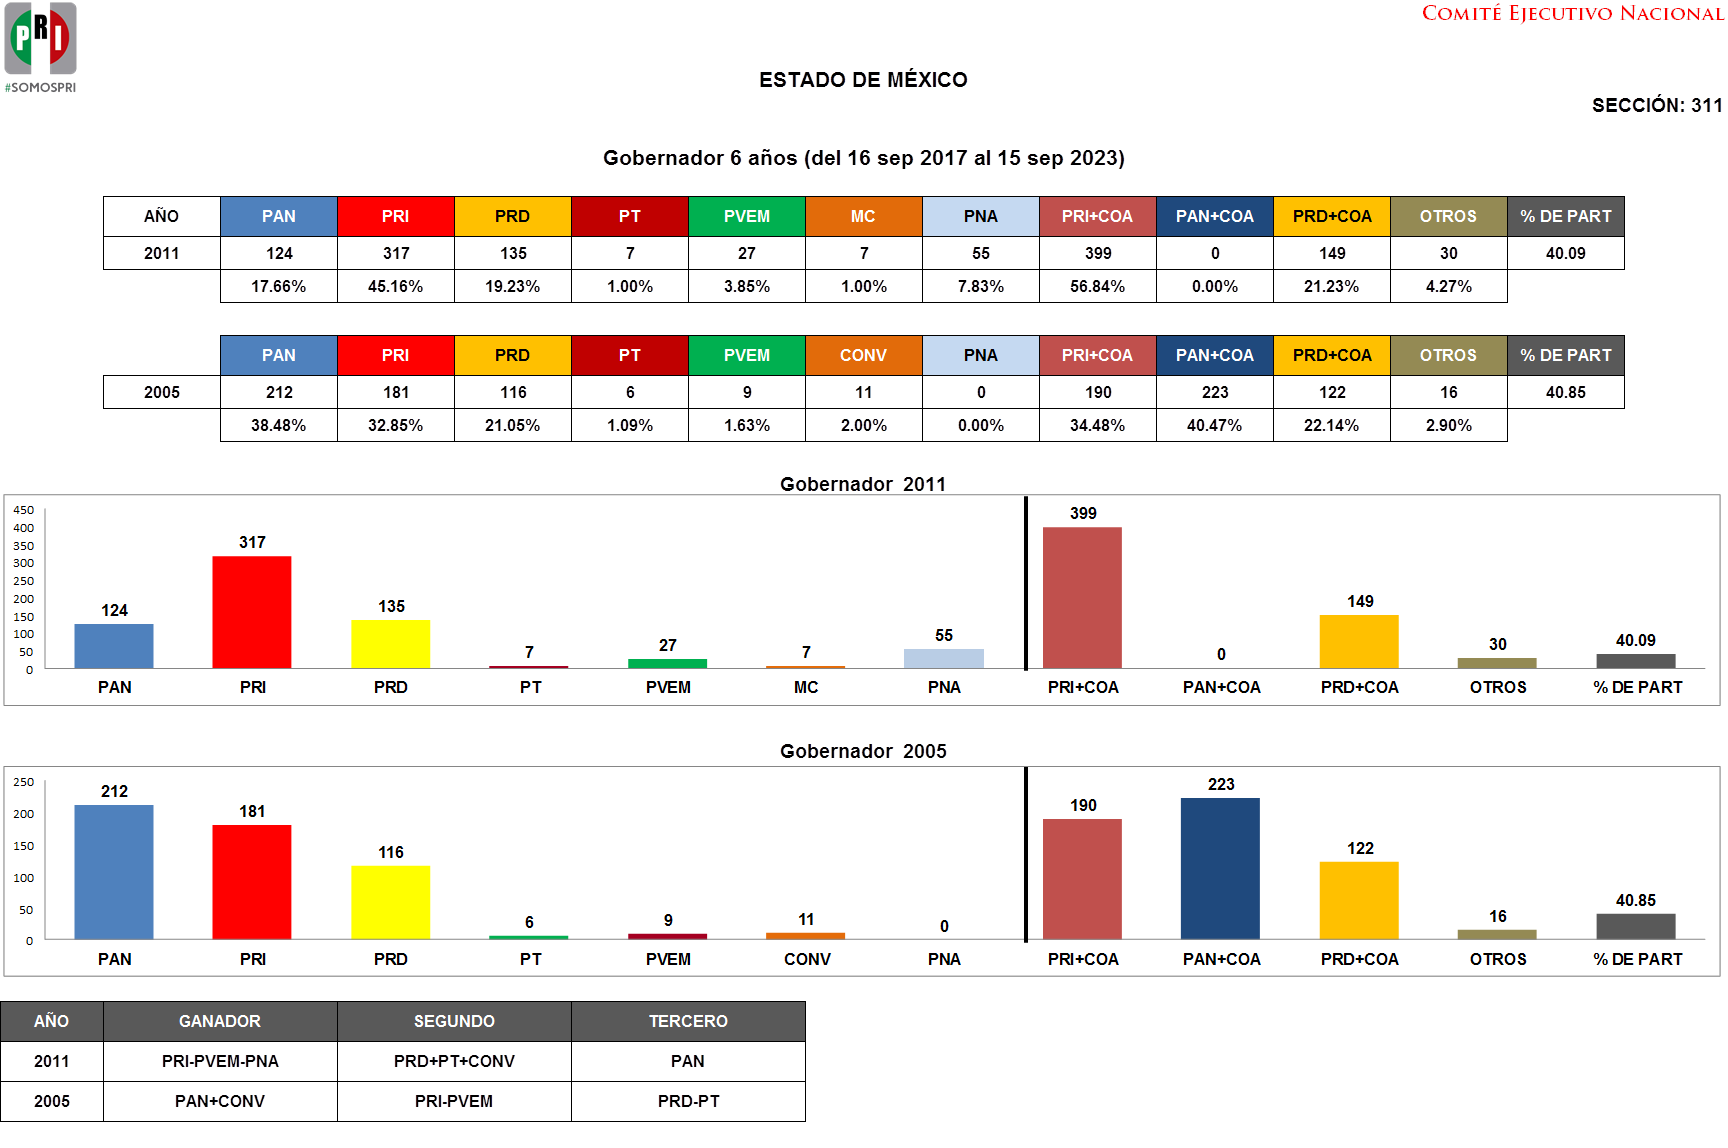 PRI
#SOMOSPRI
COMITÉ EJECUTIVO NACIONAL
ESTADO DE MÉXICO
SECCIÓN: 311
Gobernador 6 años (del 16 sep 2017 al 15 sep 2023)
AÑO PAN PRI PRD PT PVEM MC PNA PRI+COA PAN+COA PRD+COA OTROS % DE PART
2011 124 317 135 7 27 7 55 399 0 149 30 40.09
17.66% 45.16% 19.23% 1.00% 3.85% 1.00% 7.83% 56.84% 0.00% 21.23% 4.27%
PAN PRI PRD PT PVEM CONV PNA PRI+COA PAN+COA PRD+COA OTROS % DE PART
2005 212 181 116 6 9 11 0 190 223 122 16 40.85
38.48% 32.85% 21.05% 1.09% 1.63% 2.00% 0.00% 34.48% 40.47% 22.14% 2.90%
Gobernador 2011
450
400
350
300
250
200
150
100
50
0
124 317 135 7 27 7 55 399 0 149 30 40.09
PAN PRI PRD PT PVEM MC PNA PRI+COA PAN+COA PRD+COA OTROS % DE PART
Gobernador 2005
250
200
150
100
50
0
212 181 116 6 9 11 0 190 223 122 16 40.85
PAN PRI PRD PT PVEM CONV PNA PRI+COA PAN+COA PRD+COA OTROS % DE PART
AÑO GANADOR SEGUNDO TERCERO
2011 PRI-PVEM-PNA PRD+PT+CONV PAN
2005 PAN+CONV PRI-PVEM PRD-PT